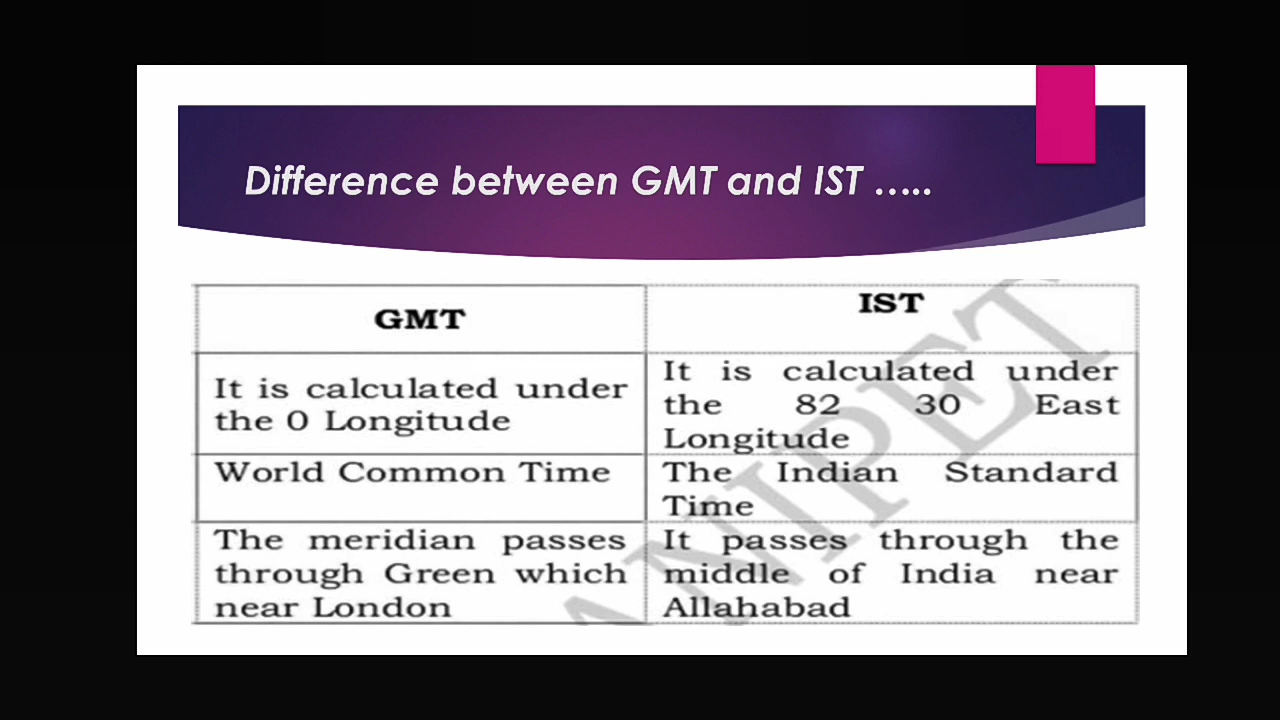 Difference between GMT and IST .....
GMT
IST
It is calculated under
the 0 Longitude
It is calculated under
the 82 30 East
Longitude
World Common Time
The Indian Standard
Time
The meridian passes
through Green which
near London
It passes through the
middle of India near
Allahabad
ANIPET